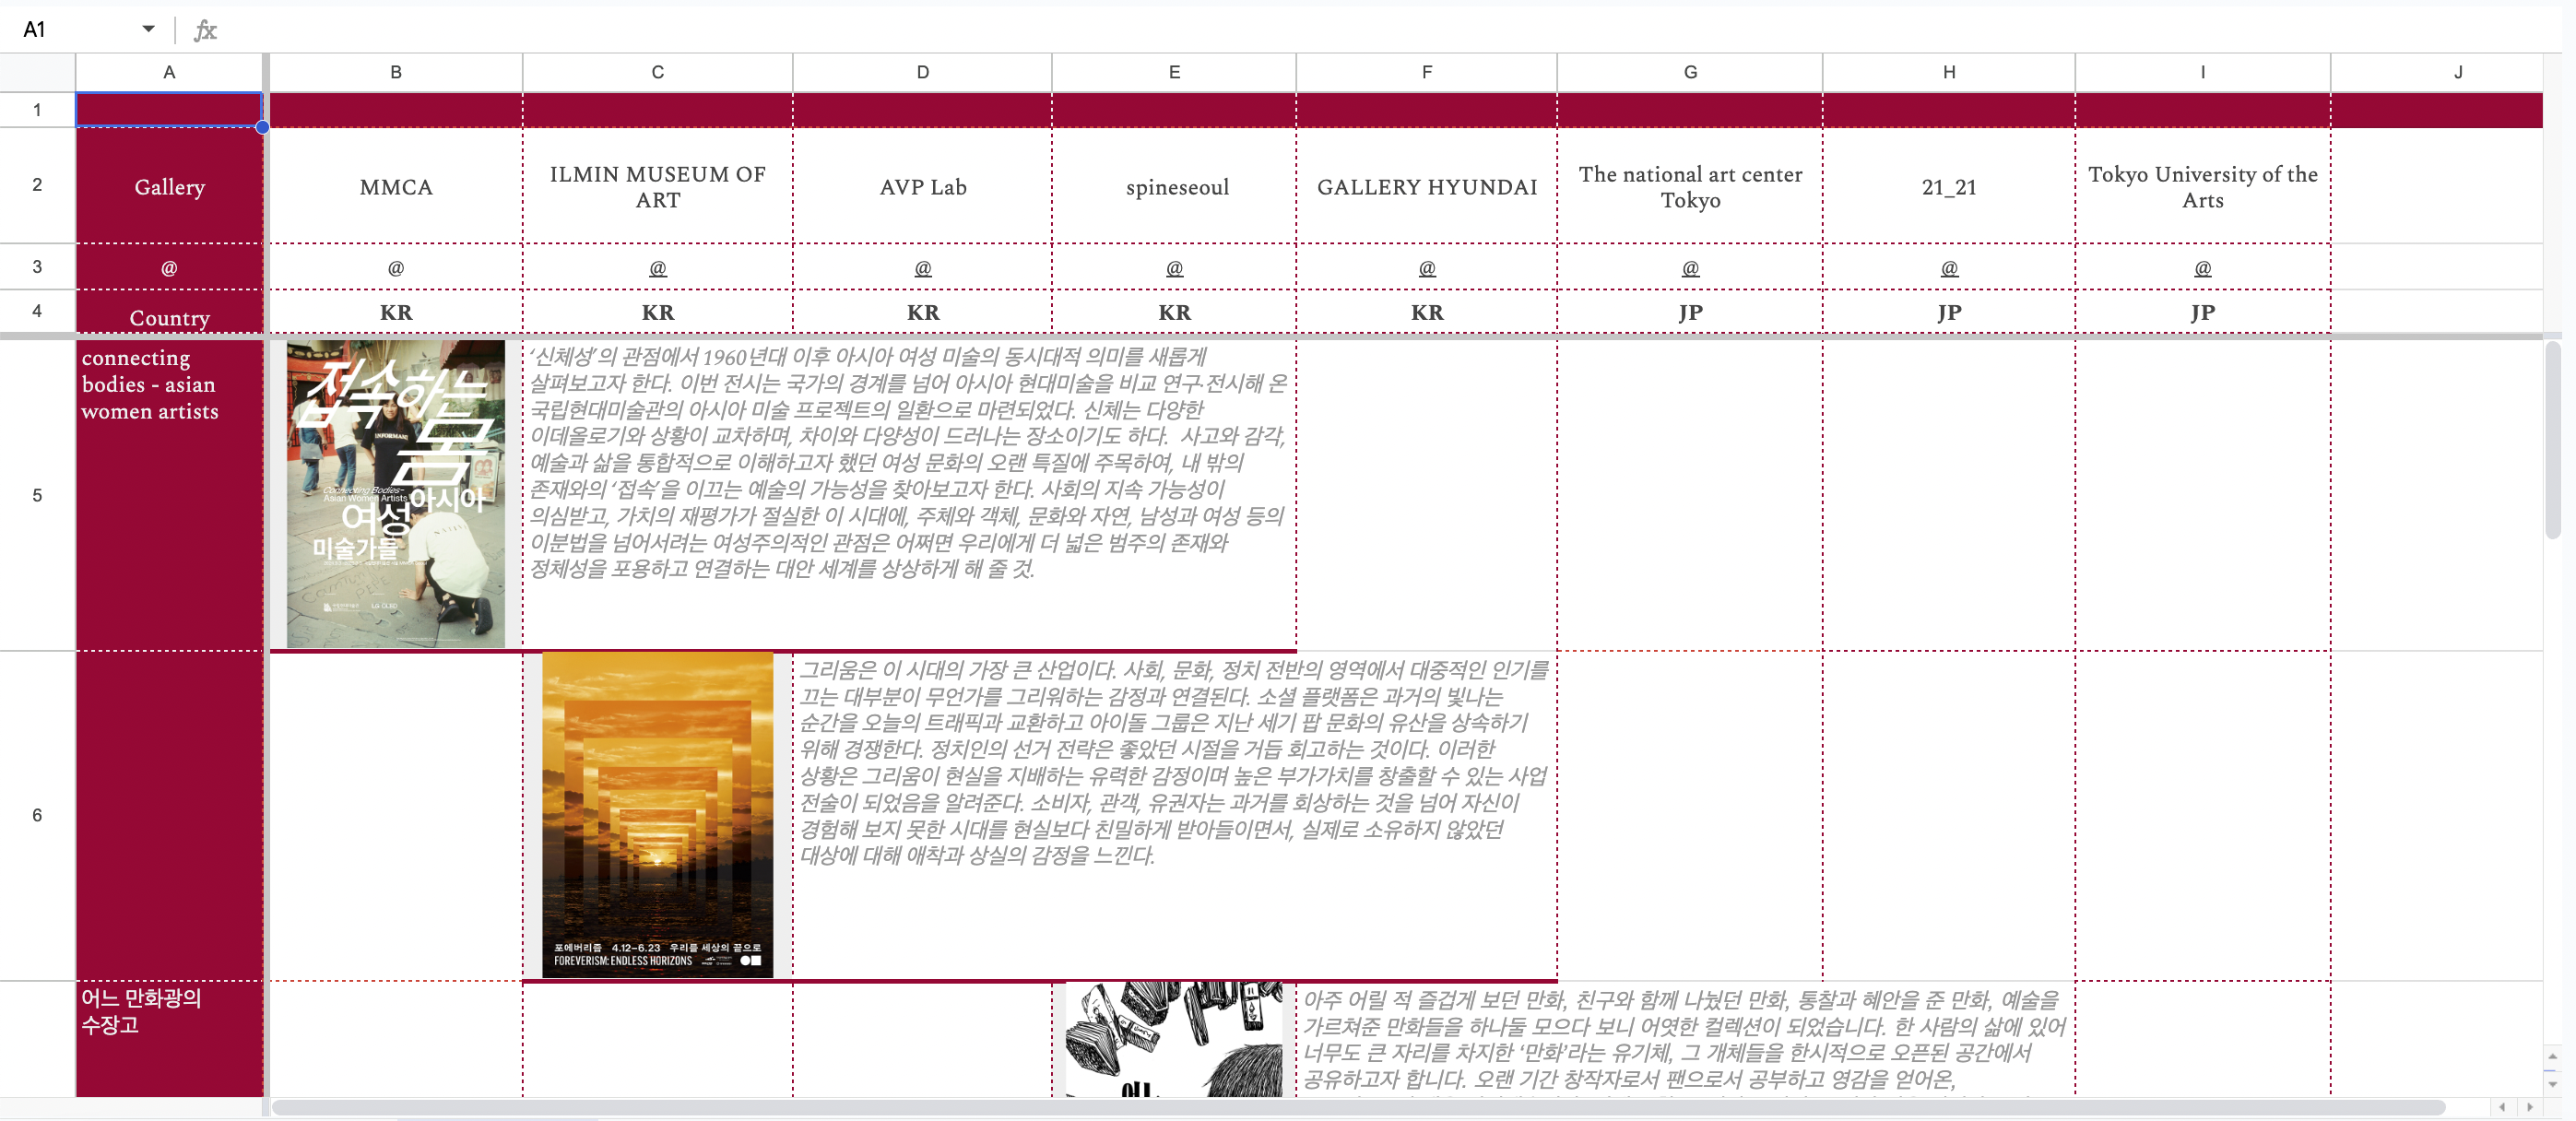 A1
fx
A B C D E F G H I J
1
2
Gallery
MMCA
ILMIN MUSEUM OF
ART
AVP Lab
spineseoul
GALLERY HYUNDAI
The national art center
Tokyo
21_21
Tokyo University of the
Arts
3
@ @ @ @ @ @ @ @ @
4
Country KR KR KR KR KR JP JP JP
5
connecting
bodies - asian
women artists
접속하는
몸
INFORMANT
Connecting Bodies-
Asian Women Artists
아시아
여성
미술가들
LG OLED
‘신체성’의 관점에서 1960년대 이후 아시아 여성 미술의 동시대적 의미를 새롭게
살펴보고자 한다. 이번 전시는 국가의 경계를 넘어 아시아 현대미술을 비교 연구·전시해 온
국립현대미술관의 아시아 미술 프로젝트의 일환으로 마련되었다. 신체는 다양한
이데올로기와 상황이 교차하며, 차이와 다양성이 드러나는 장소이기도 하다. 사고와 감각,
예술과 삶을 통합적으로 이해하고자 했던 여성 문화의 오랜 특질에 주목하여, 내 밖의
존재와의 ‘접속’을 이끄는 예술의 가능성을 찾아보고자 한다. 사회의 지속 가능성이
의심받고, 가치의 재평가가 절실한 이 시대에, 주체와 객체, 문화와 자연, 남성과 여성 등의
이분법을 넘어서려는 여성주의적인 관점은 어쩌면 우리에게 더 넓은 범주의 존재와
정체성을 포용하고 연결하는 대안 세계를 상상하게 해 줄 것.
6
포에버리즘 4.12–6.23 우리를 세상의 끝으로
FOREVERISM: ENDLESS HORIZONS
그리움은 이 시대의 가장 큰 산업이다. 사회, 문화, 정치 전반의 영역에서 대중적인 인기를
끄는 대부분이 무언가를 그리워하는 감정과 연결된다. 소셜 플랫폼은 과거의 빛나는
순간을 오늘의 트래픽과 교환하고 아이돌 그룹은 지난 세기 팝 문화의 유산을 상속하기
위해 경쟁한다. 정치인의 선거 전략은 좋았던 시절을 거듭 회고하는 것이다. 이러한
상황은 그리움이 현실을 지배하는 유력한 감정이며 높은 부가가치를 창출할 수 있는 사업
전술이 되었음을 알려준다. 소비자, 관객, 유권자는 과거를 회상하는 것을 넘어 자신이
경험해 보지 못한 시대를 현실보다 친밀하게 받아들이면서, 실제로 소유하지 않았던
대상에 대해 애착과 상실의 감정을 느낀다.
어느 만화광의
수장고
아주 어릴 적 즐겁게 보던 만화, 친구와 함께 나눴던 만화, 통찰과 혜안을 준 만화, 예술을
가르쳐준 만화들을 하나둘 모으다 보니 어엿한 컬렉션이 되었습니다. 한 사람의 삶에 있어
너무도 큰 자리를 차지한 ‘만화’라는 유기체, 그 개체들을 한시적으로 오픈된 공간에서
공유하고자 합니다. 오랜 기간 창작자로서 팬으로서 공부하고 영감을 얻어온,